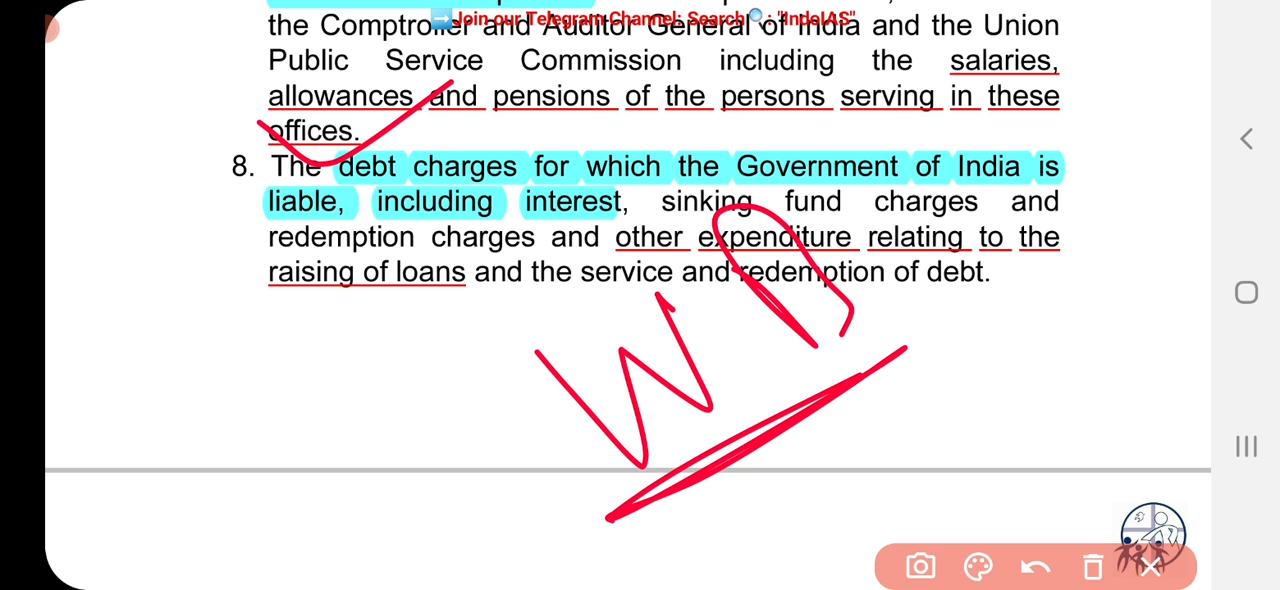 ➡️Join our Telegram Channel: Search🔍: "IndeIAS"
the Comptroller and Auditor General of India and the Union
Public Service Commission including the salaries,
allowances and pensions of the persons serving in these
offices.
8. The debt charges for which the Government of India is
liable, including interest, sinking fund charges and
redemption charges and other expenditure relating to the
raising of loans and the service and redemption of debt.